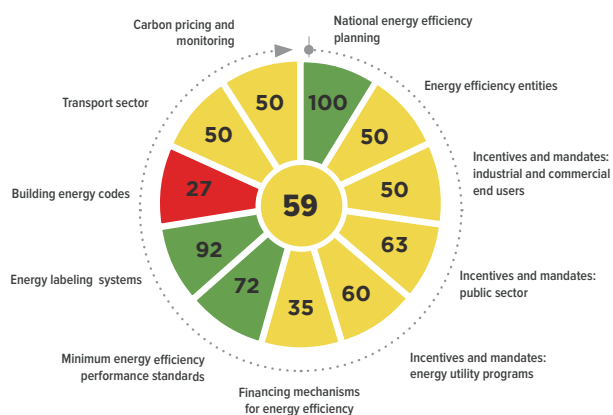 Carbon pricing and
monitoring
National energy efficiency
planning
Transport sector
Energy efficiency entities
Building energy codes
Incentives and mandates:
industrial and commercial
end users
Energy labeling systems
Incentives and mandates:
public sector
Minimum energy efficiency
performance standards
Incentives and mandates:
energy utility programs
Financing mechanisms
for energy efficiency
50
100
50
50
27
50
59
92
63
72
60
35